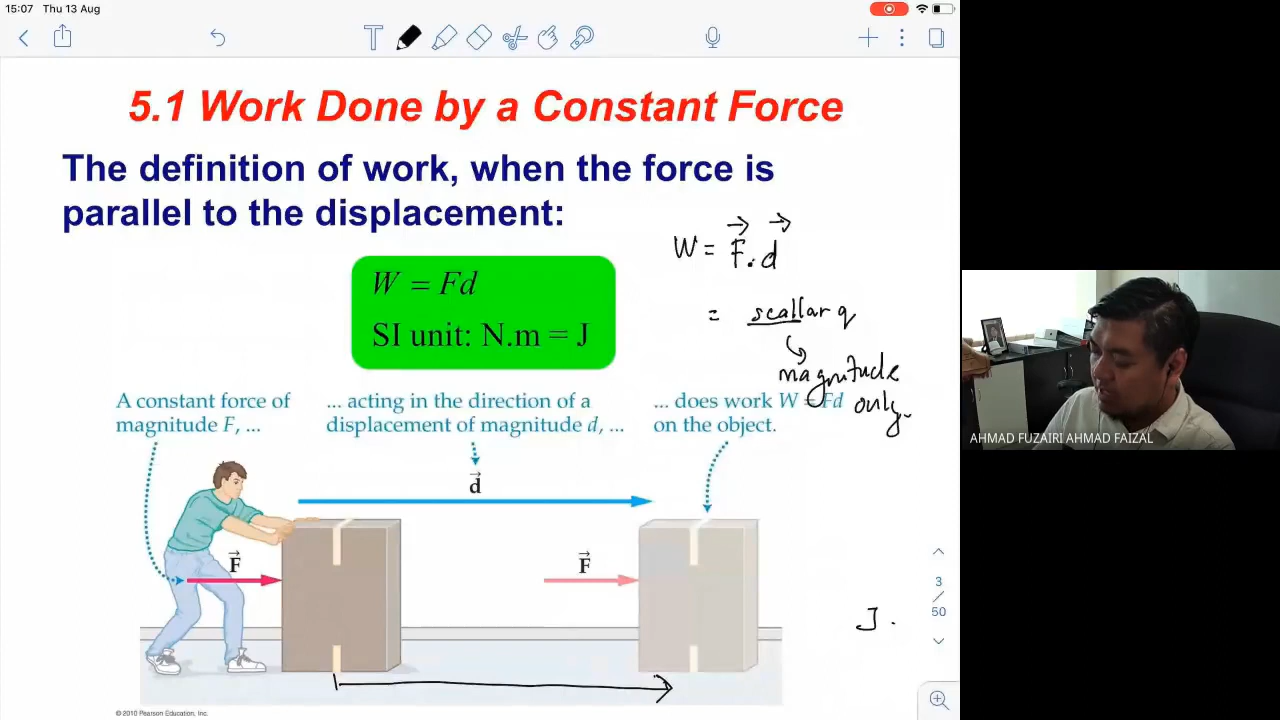 15:07 Thu 13 Aug
5.1 Work Done by a Constant Force
The definition of work, when the force is
parallel to the displacement:
W = Fd
SI unit: N.m = J
W = F⃗ . d⃗
= scallar q
magnitude
only
A constant force of
magnitude F, ...
... acting in the direction of a
displacement of magnitude d, ...
... does work W = Fd
on the object.
d⃗
F⃗
F⃗
J .
3
/
50
© 2010 Pearson Education, Inc.
AHMAD FUZAIRI AHMAD FAIZAL